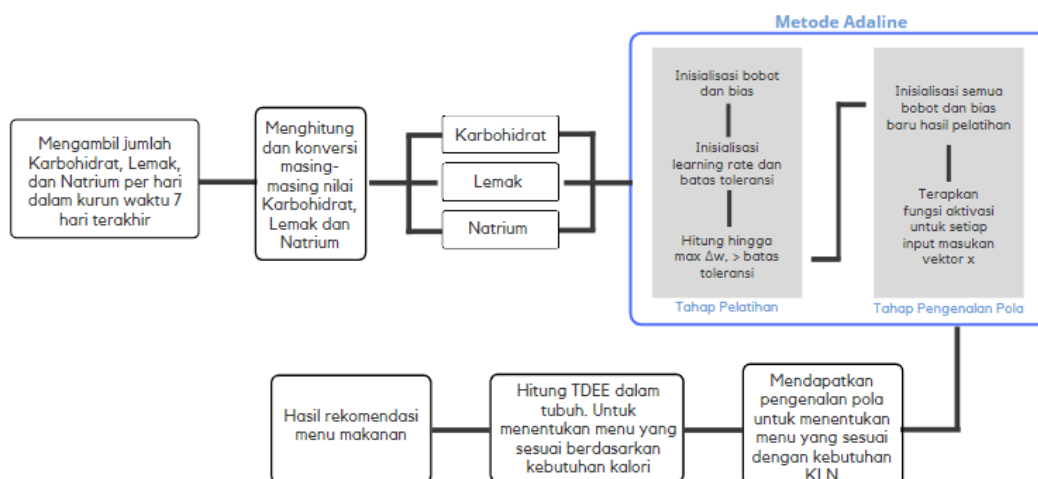 Metode Adaline
Mengambil jumlah
Karbohidrat, Lemak,
dan Natrium per hari
dalam kurun waktu 7
hari terakhir
Menghitung
dan konversi
masing-
masing nilai
Karbohidrat,
Lemak dan
Natrium
Karbohidrat
Lemak
Natrium
Inisialisasi bobot
dan bias
Inisialisasi
learning rate dan
batas toleransi
Hitung hingga
max Δw, > batas
toleransi
Tahap Pelatihan
Inisialisasi semua
bobot dan bias
baru hasil pelatihan
Terapkan
fungsi aktivasi
untuk setiap
input masukan
vektor x
Tahap Pengenalan Pola
Mendapatkan
pengenalan pola
untuk menentukan
menu yang sesuai
dengan kebutuhan
KLN
Hitung TDEE dalam
tubuh. Untuk
menentukan menu yang
sesuai berdasarkan
kebutuhan kalori
Hasil rekomendasi
menu makanan